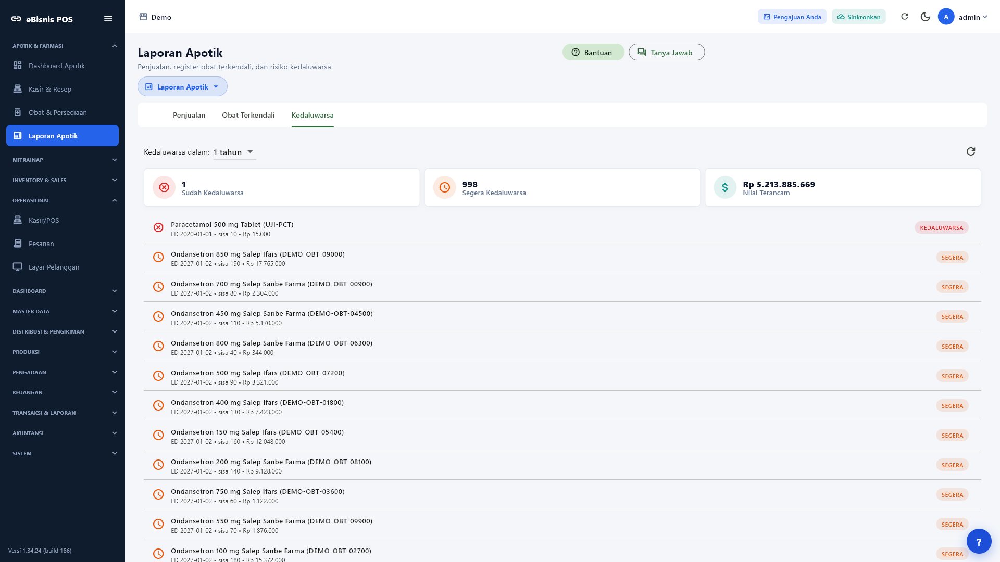 eBisnis POS
APOTIK & FARMASI
Dashboard Apotik
Kasir & Resep
Obat & Persediaan
Laporan Apotik
MITRAINAP
INVENTORY & SALES
OPERASIONAL
Kasir/POS
Pesanan
Layar Pelanggan
DASHBOARD
MASTER DATA
DISTRIBUSI & PENGIRIMAN
PRODUKSI
PENGADAAN
KEUANGAN
TRANSAKSI & LAPORAN
AKUNTANSI
SISTEM
Versi 1.34.24 (build 186)
Demo
Pengajuan Anda
Sinkronkan
A
admin
Laporan Apotik
Penjualan, register obat terkendali, dan risiko kedaluwarsa
Bantuan
Tanya Jawab
Laporan Apotik
Penjualan
Obat Terkendali
Kedaluwarsa
Kedaluwarsa dalam: 1 tahun
1
Sudah Kedaluwarsa
998
Segera Kedaluwarsa
Rp 5.213.885.669
Nilai Terancam
Paracetamol 500 mg Tablet (UJI-PCT)
ED 2020-01-01 • sisa 10 • Rp 15.000
KEDALUWARSA
Ondansetron 850 mg Salep Ifars (DEMO-OBT-09000)
ED 2027-01-02 • sisa 190 • Rp 17.765.000
SEGERA
Ondansetron 700 mg Salep Sanbe Farma (DEMO-OBT-00900)
ED 2027-01-02 • sisa 80 • Rp 2.304.000
SEGERA
Ondansetron 450 mg Salep Sanbe Farma (DEMO-OBT-04500)
ED 2027-01-02 • sisa 110 • Rp 5.170.000
SEGERA
Ondansetron 800 mg Salep Sanbe Farma (DEMO-OBT-06300)
ED 2027-01-02 • sisa 40 • Rp 344.000
SEGERA
Ondansetron 500 mg Salep Ifars (DEMO-OBT-07200)
ED 2027-01-02 • sisa 90 • Rp 3.321.000
SEGERA
Ondansetron 400 mg Salep Ifars (DEMO-OBT-01800)
ED 2027-01-02 • sisa 130 • Rp 7.423.000
SEGERA
Ondansetron 150 mg Salep Ifars (DEMO-OBT-05400)
ED 2027-01-02 • sisa 160 • Rp 12.048.000
SEGERA
Ondansetron 200 mg Salep Sanbe Farma (DEMO-OBT-08100)
ED 2027-01-02 • sisa 140 • Rp 9.128.000
SEGERA
Ondansetron 750 mg Salep Ifars (DEMO-OBT-03600)
ED 2027-01-02 • sisa 60 • Rp 1.122.000
SEGERA
Ondansetron 550 mg Salep Sanbe Farma (DEMO-OBT-09900)
ED 2027-01-02 • sisa 70 • Rp 1.876.000
SEGERA
Ondansetron 100 mg Salep Sanbe Farma (DEMO-OBT-02700)
ED 2027-01-02 • sisa 180 • Rp 15.372.000
SEGERA
?